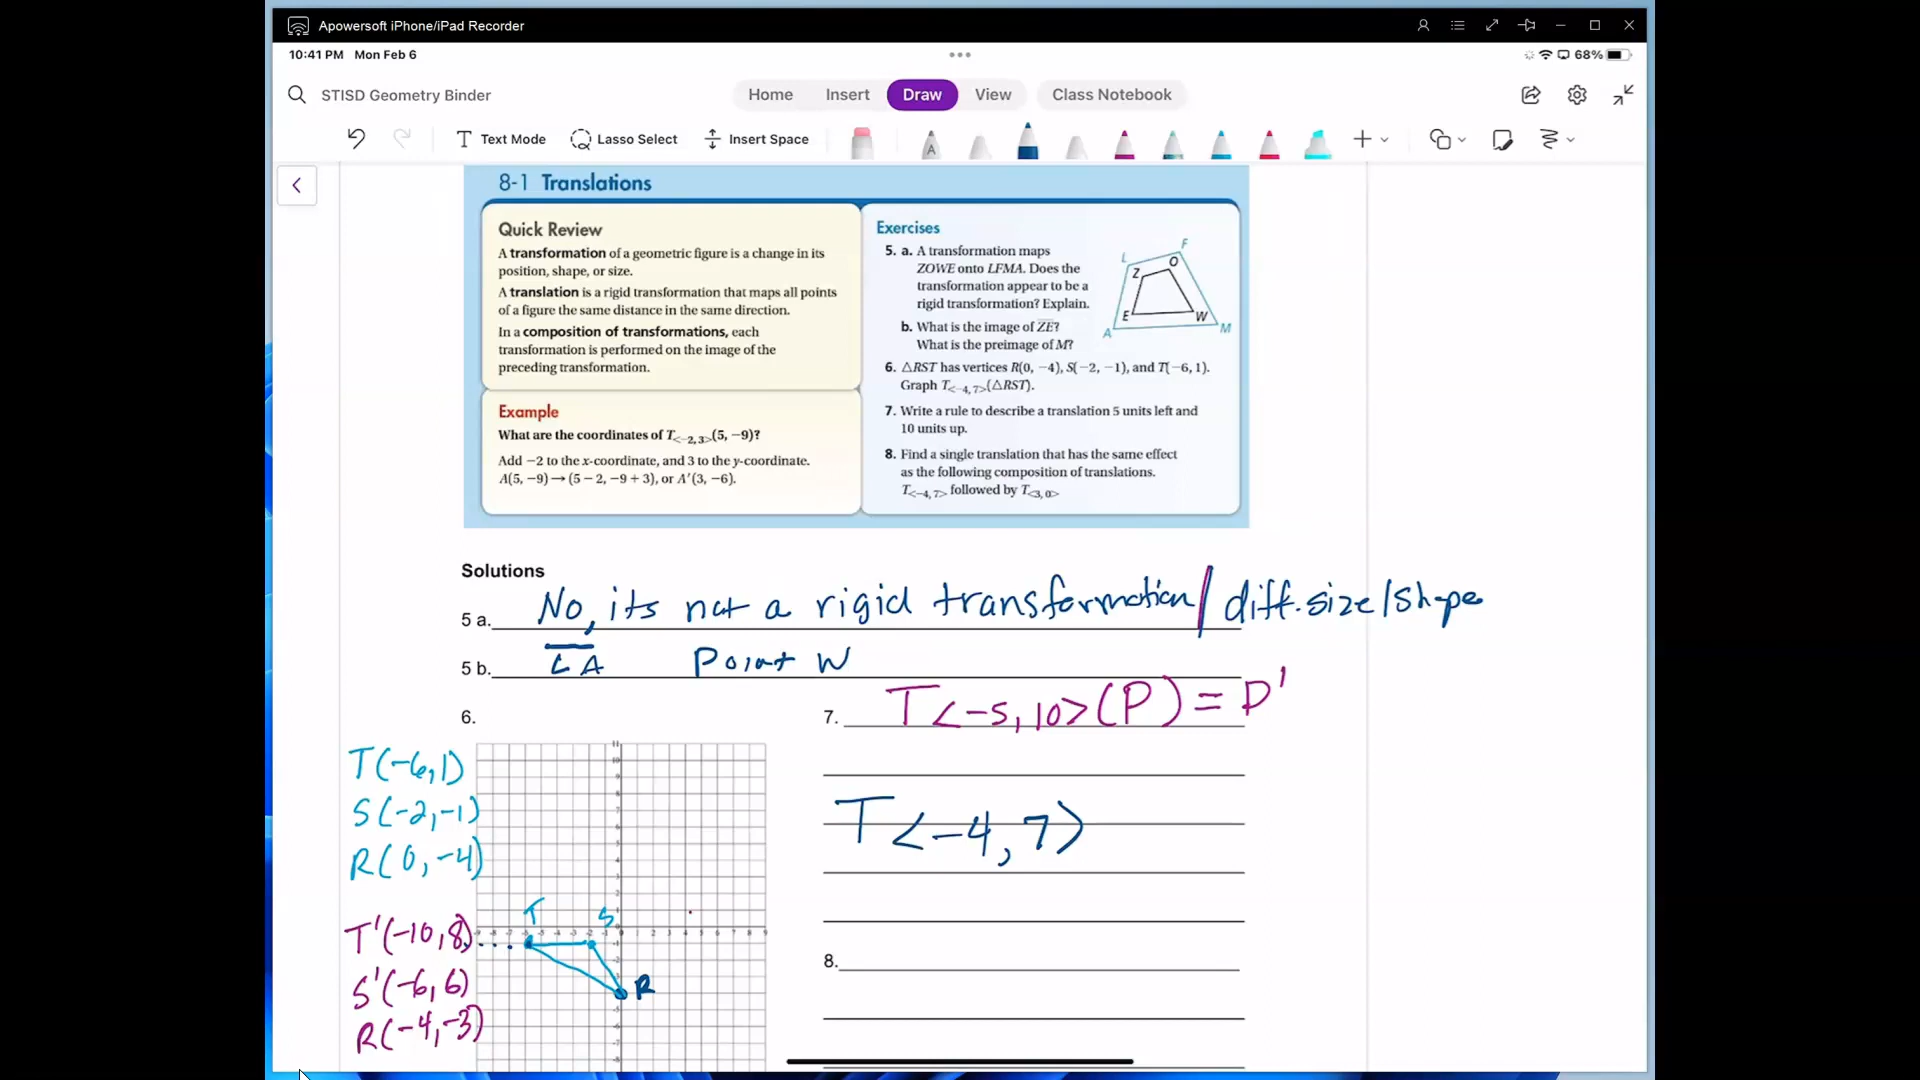 Apowersoft iPhone/iPad Recorder
10:41 PM Mon Feb 6
68%
STISD Geometry Binder
Home Insert Draw View Class Notebook
Text Mode Lasso Select Insert Space
8-1 Translations
Quick Review
A transformation of a geometric figure is a change in its
position, shape, or size.
A translation is a rigid transformation that maps all points
of a figure the same distance in the same direction.
In a composition of transformations, each
transformation is performed on the image of the
preceding transformation.
Example
What are the coordinates of T<−2, 3>(5, −9)?
Add −2 to the x-coordinate, and 3 to the y-coordinate.
A(5, −9) → (5 − 2, −9 + 3), or A′(3, −6).
Exercises
5. a. A transformation maps
ZOWE onto LFMA. Does the
transformation appear to be a
rigid transformation? Explain.
b. What is the image of ZE?
What is the preimage of M?
L F
Z O
E W
A M
6. △RST has vertices R(0, −4), S(−2, −1), and T(−6, 1).
Graph T<−4, 7>(△RST).
7. Write a rule to describe a translation 5 units left and
10 units up.
8. Find a single translation that has the same effect
as the following composition of translations.
T<−4, 7> followed by T<3, 0>
Solutions
5 a. No, its not a rigid transformation/ diff. size/shape
5 b. LA Point W
6.
7. T<-5,10>(P) = P'
T(-6,1)
S(-2,-1)
R(0,-4)
T'(-10,8)
S'(-6,6)
R(-4,-3)
T S
R
T<-4,7>
8.